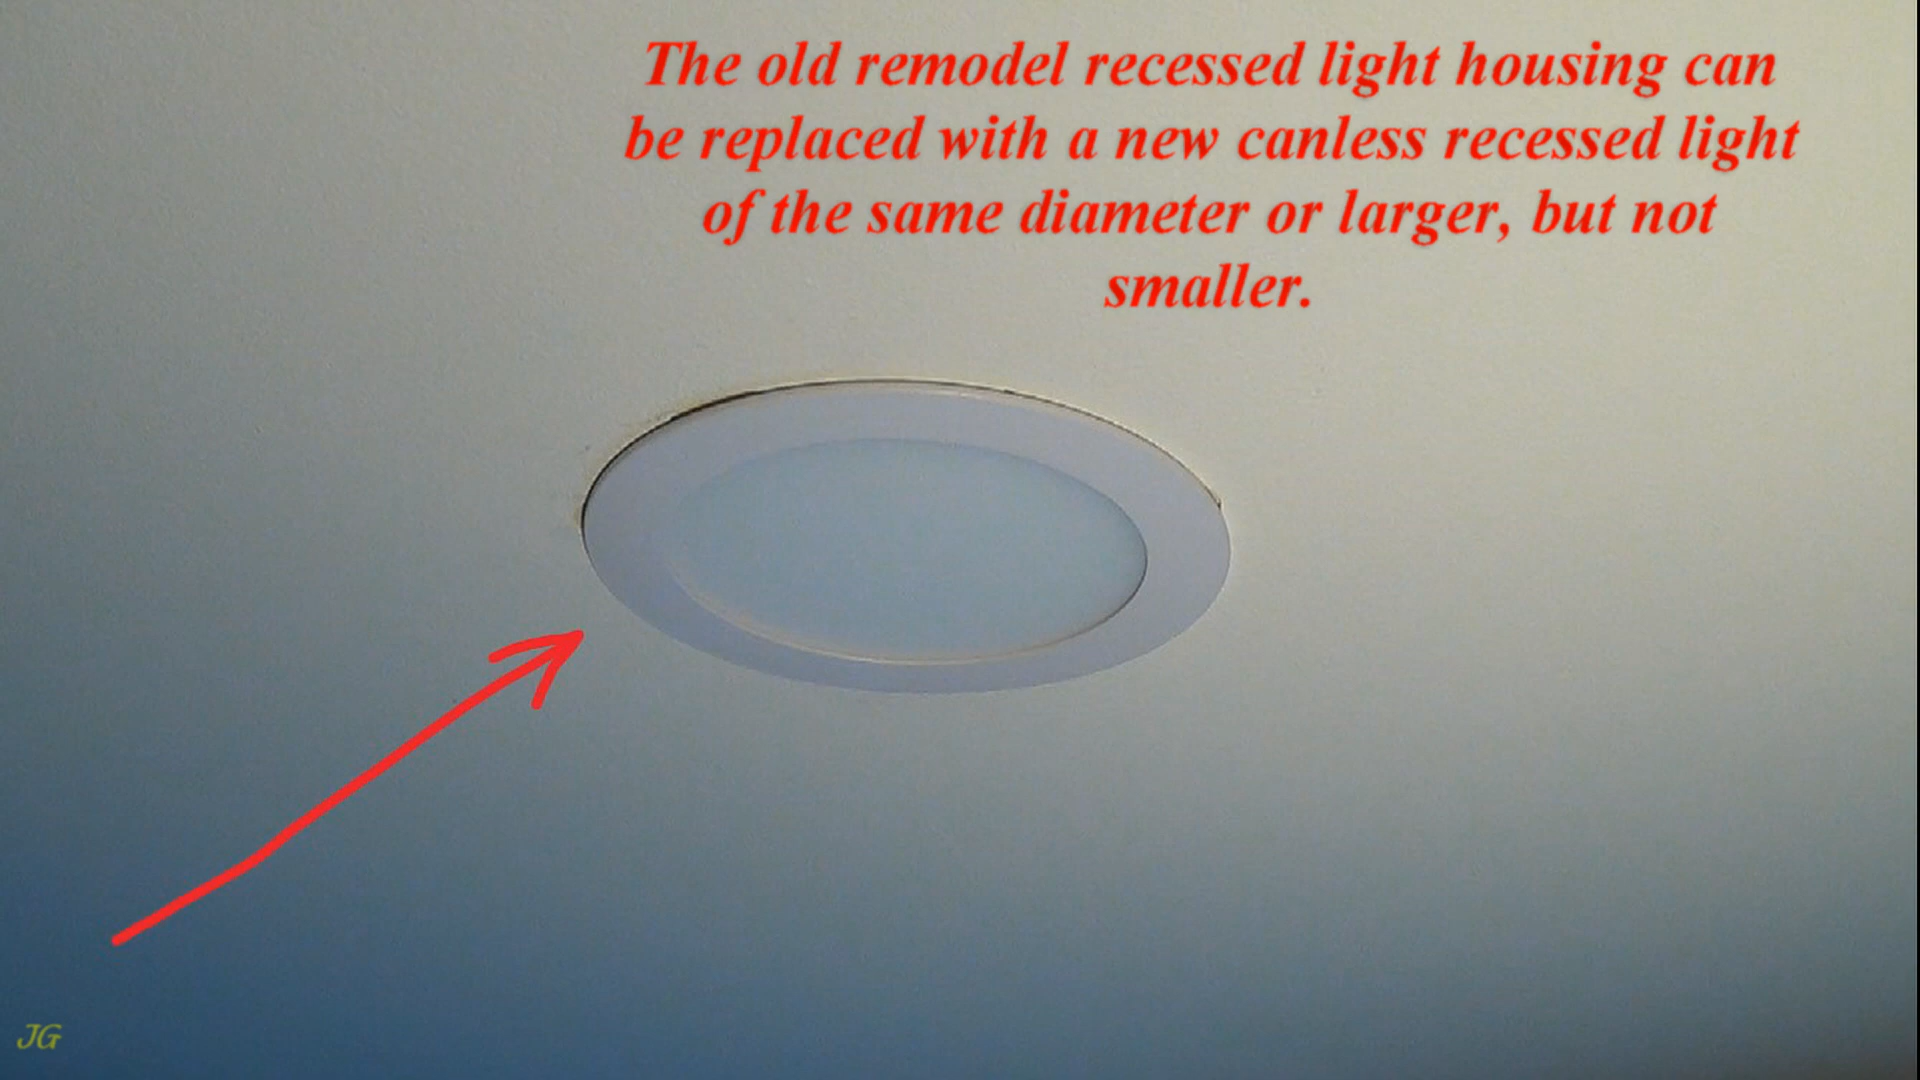 The old remodel recessed light housing can
be replaced with a new canless recessed light
of the same diameter or larger, but not
smaller.
JG